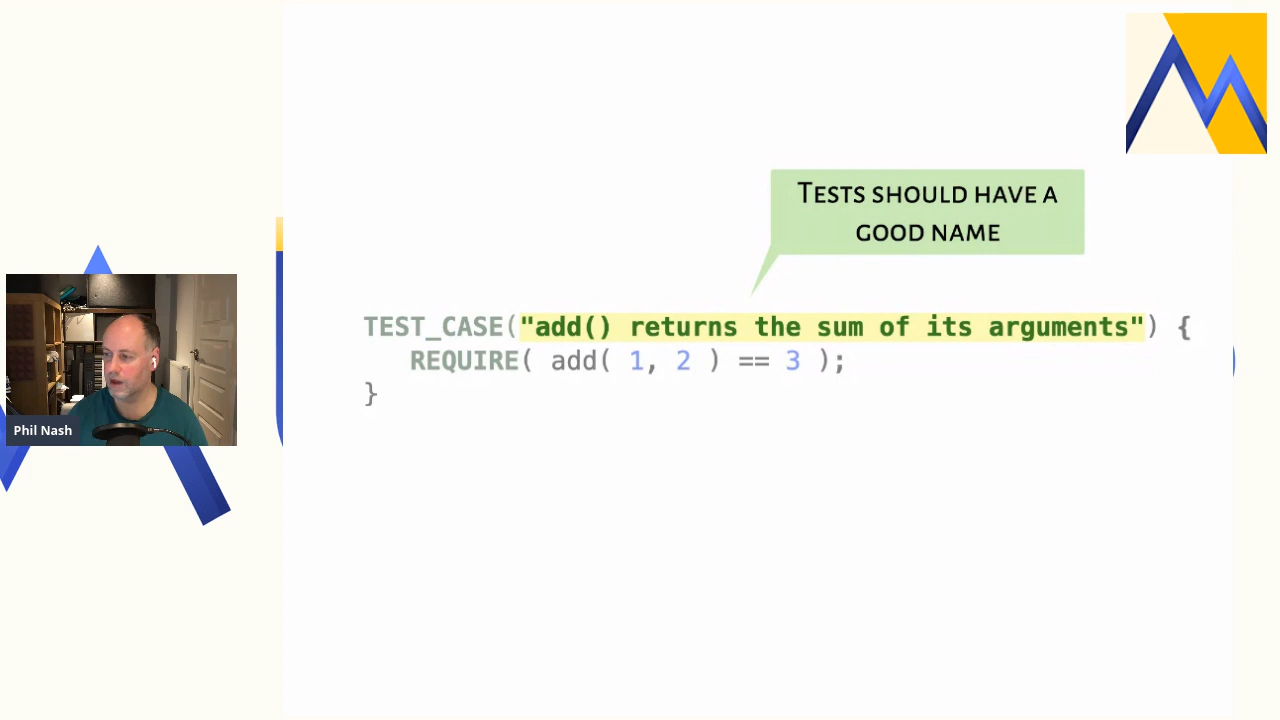 Tests should have a
good name
TEST_CASE("add() returns the sum of its arguments") {
REQUIRE( add( 1, 2 ) == 3 );
}
Phil Nash